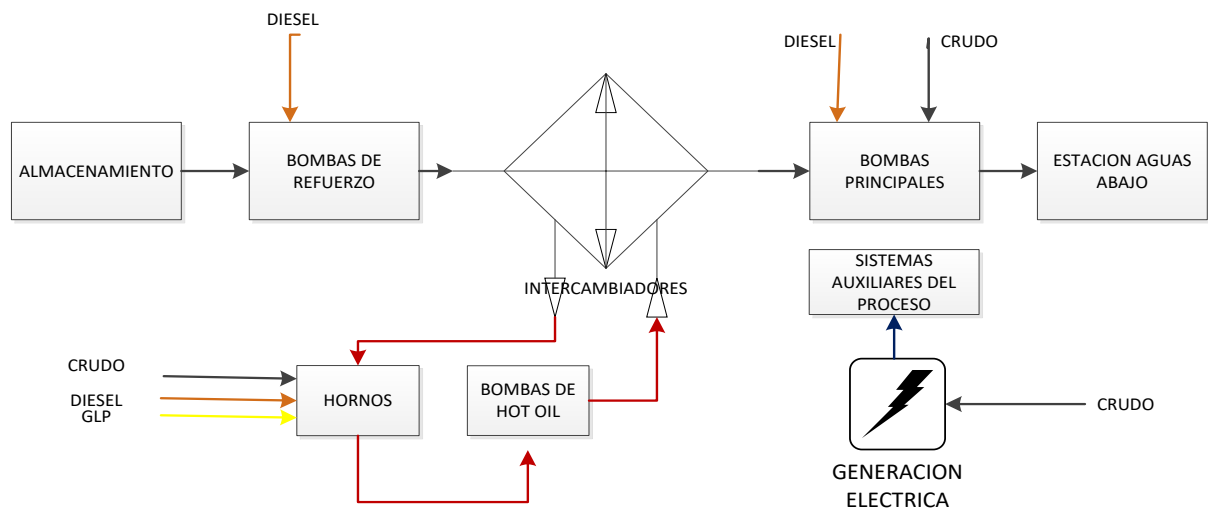 DIESEL
DIESEL
CRUDO
ALMACENAMIENTO
BOMBAS DE
REFUERZO
BOMBAS
PRINCIPALES
ESTACION AGUAS
ABAJO
INTERCAMBIADORES
SISTEMAS
AUXILIARES DEL
PROCESO
CRUDO
DIESEL
GLP
HORNOS
BOMBAS DE
HOT OIL
CRUDO
GENERACION
ELECTRICA